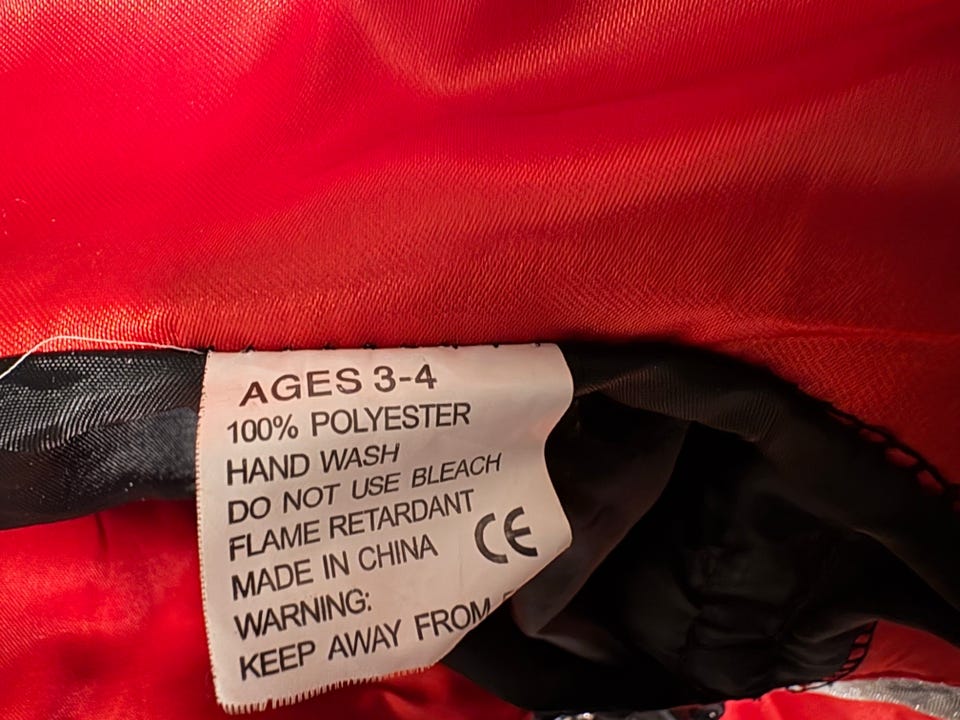 AGES 3-4
100% POLYESTER
HAND WASH
DO NOT USE BLEACH
FLAME RETARDANT
MADE IN CHINA
CE
WARNING:
KEEP AWAY FROM